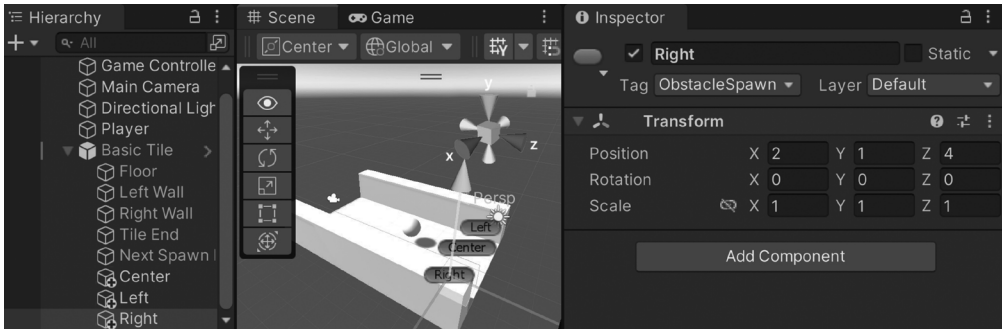 Hierarchy
All
Game Controlle
Main Camera
Directional Ligh
Player
Basic Tile
Floor
Left Wall
Right Wall
Tile End
Next Spawn
Center
Left
Right
Scene Game
Center Global
y
x z
Persp
Left
Center
Right
Inspector
Right Static
Tag ObstacleSpawn Layer Default
Transform
Position X 2 Y 1 Z 4
Rotation X 0 Y 0 Z 0
Scale X 1 Y 1 Z 1
Add Component